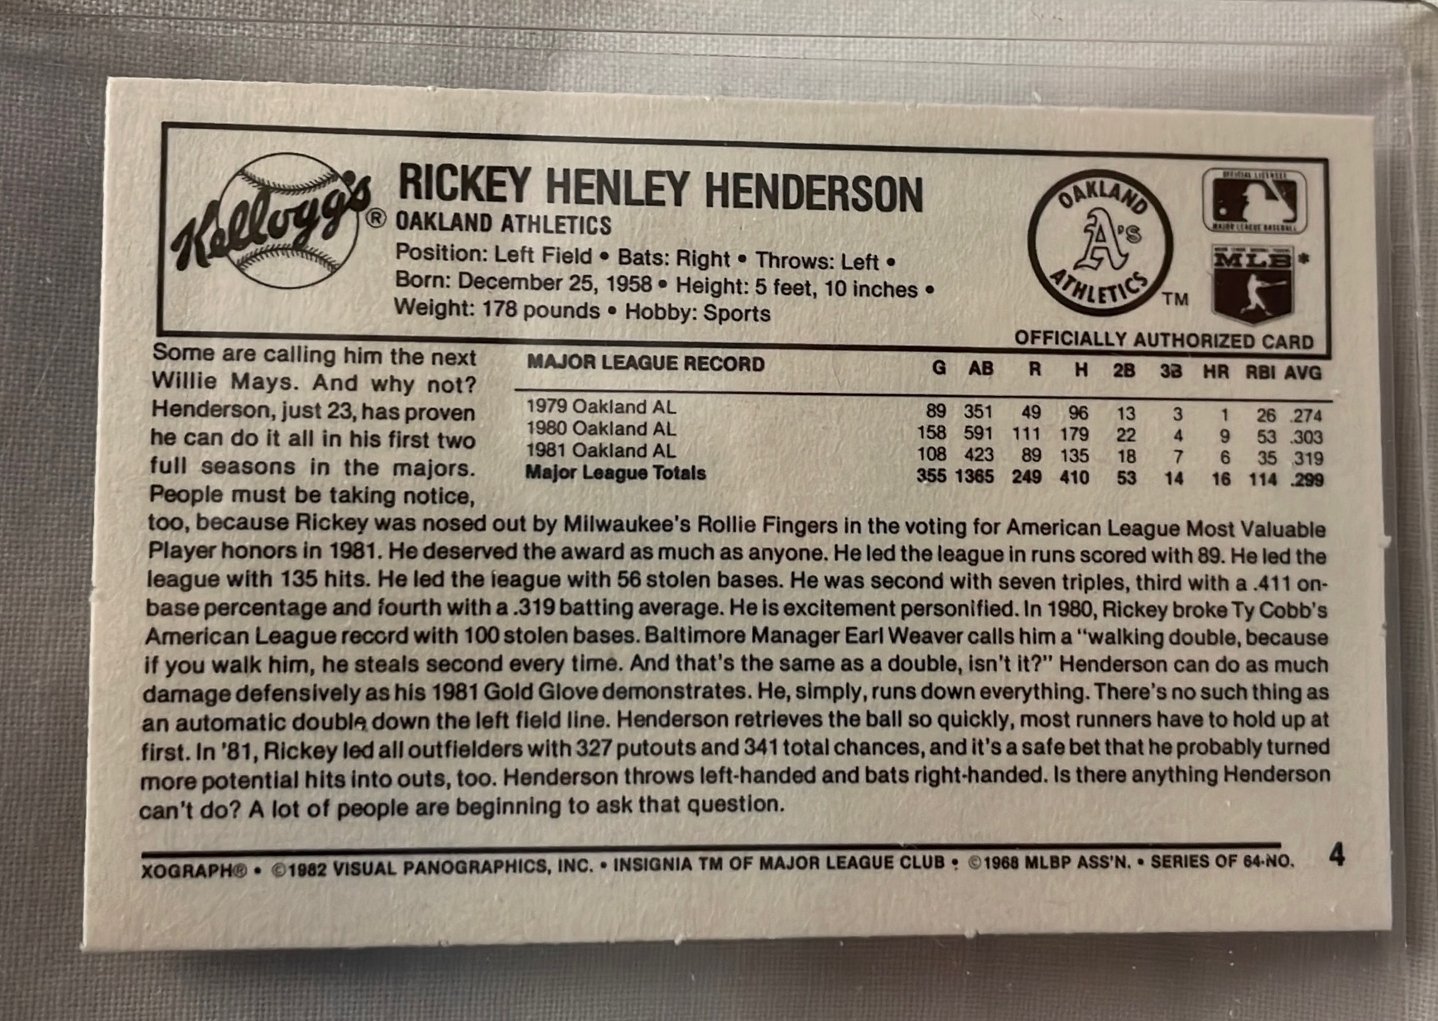 Kelloggs®
RICKEY HENLEY HENDERSON
OAKLAND ATHLETICS
Position: Left Field • Bats: Right • Throws: Left •
Born: December 25, 1958 • Height: 5 feet, 10 inches •
Weight: 178 pounds • Hobby: Sports
OAKLAND
A's
ATHLETICS
TM
OFFICIAL LICENSEE
MAJOR LEAGUE BASEBALL
MLB*
OFFICIALLY AUTHORIZED CARD
Some are calling him the next
Willie Mays. And why not?
Henderson, just 23, has proven
he can do it all in his first two
full seasons in the majors.
People must be taking notice,
MAJOR LEAGUE RECORD G AB R H 2B 3B HR RBI AVG
1979 Oakland AL 89 351 49 96 13 3 1 26 .274
1980 Oakland AL 158 591 111 179 22 4 9 53 .303
1981 Oakland AL 108 423 89 135 18 7 6 35 .319
Major League Totals 355 1365 249 410 53 14 16 114 .299
too, because Rickey was nosed out by Milwaukee's Rollie Fingers in the voting for American League Most Valuable
Player honors in 1981. He deserved the award as much as anyone. He led the league in runs scored with 89. He led the
league with 135 hits. He led the league with 56 stolen bases. He was second with seven triples, third with a .411 on-
base percentage and fourth with a .319 batting average. He is excitement personified. In 1980, Rickey broke Ty Cobb's
American League record with 100 stolen bases. Baltimore Manager Earl Weaver calls him a "walking double, because
if you walk him, he steals second every time. And that's the same as a double, isn't it?" Henderson can do as much
damage defensively as his 1981 Gold Glove demonstrates. He, simply, runs down everything. There's no such thing as
an automatic double down the left field line. Henderson retrieves the ball so quickly, most runners have to hold up at
first. In '81, Rickey led all outfielders with 327 putouts and 341 total chances, and it's a safe bet that he probably turned
more potential hits into outs, too. Henderson throws left-handed and bats right-handed. Is there anything Henderson
can't do? A lot of people are beginning to ask that question.
XOGRAPH® • ©1982 VISUAL PANOGRAPHICS, INC. • INSIGNIA TM OF MAJOR LEAGUE CLUB • ©1968 MLBP ASS'N. • SERIES OF 64-NO. 4